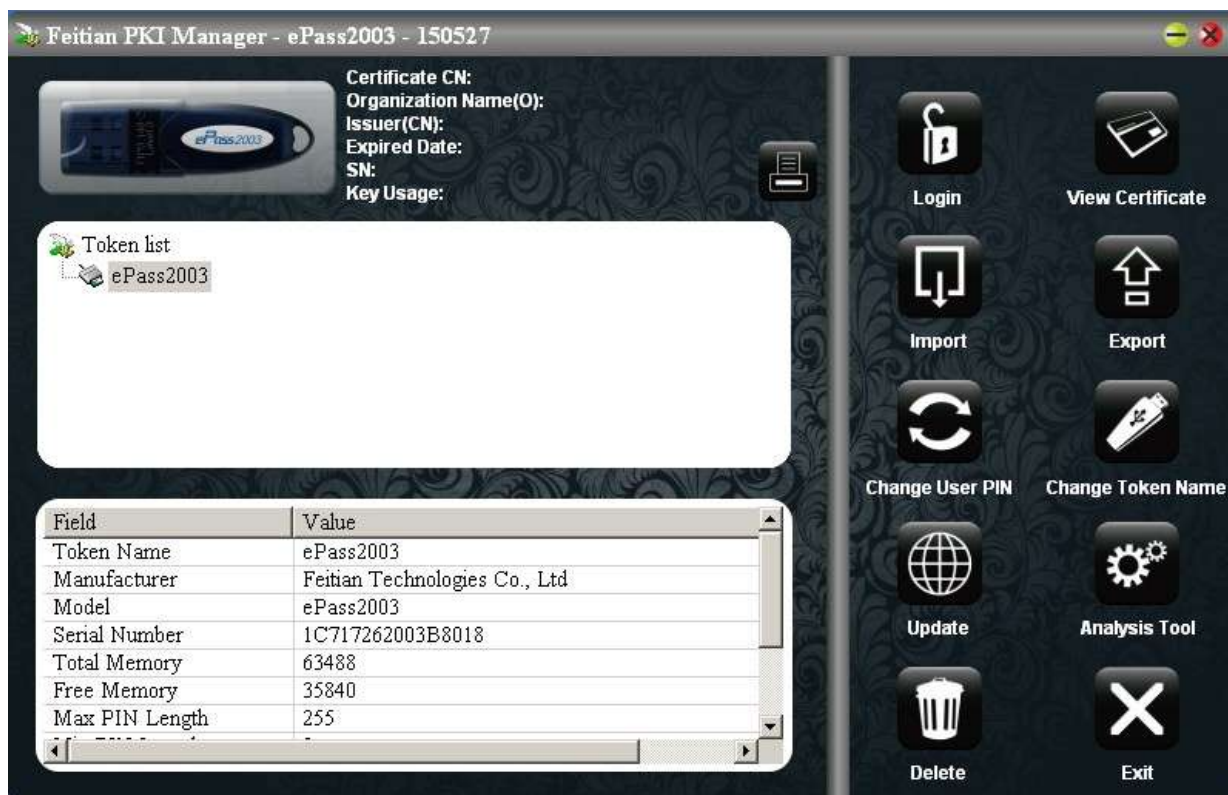 Feitian PKI Manager - ePass2003 - 150527
ePass2003
Certificate CN:
Organization Name(O):
Issuer(CN):
Expired Date:
SN:
Key Usage:
Token list
ePass2003
Field Value
Token Name ePass2003
Manufacturer Feitian Technologies Co., Ltd
Model ePass2003
Serial Number 1C717262003B8018
Total Memory 63488
Free Memory 35840
Max PIN Length 255
Login
View Certificate
Import
Export
Change User PIN
Change Token Name
Update
Analysis Tool
Delete
Exit